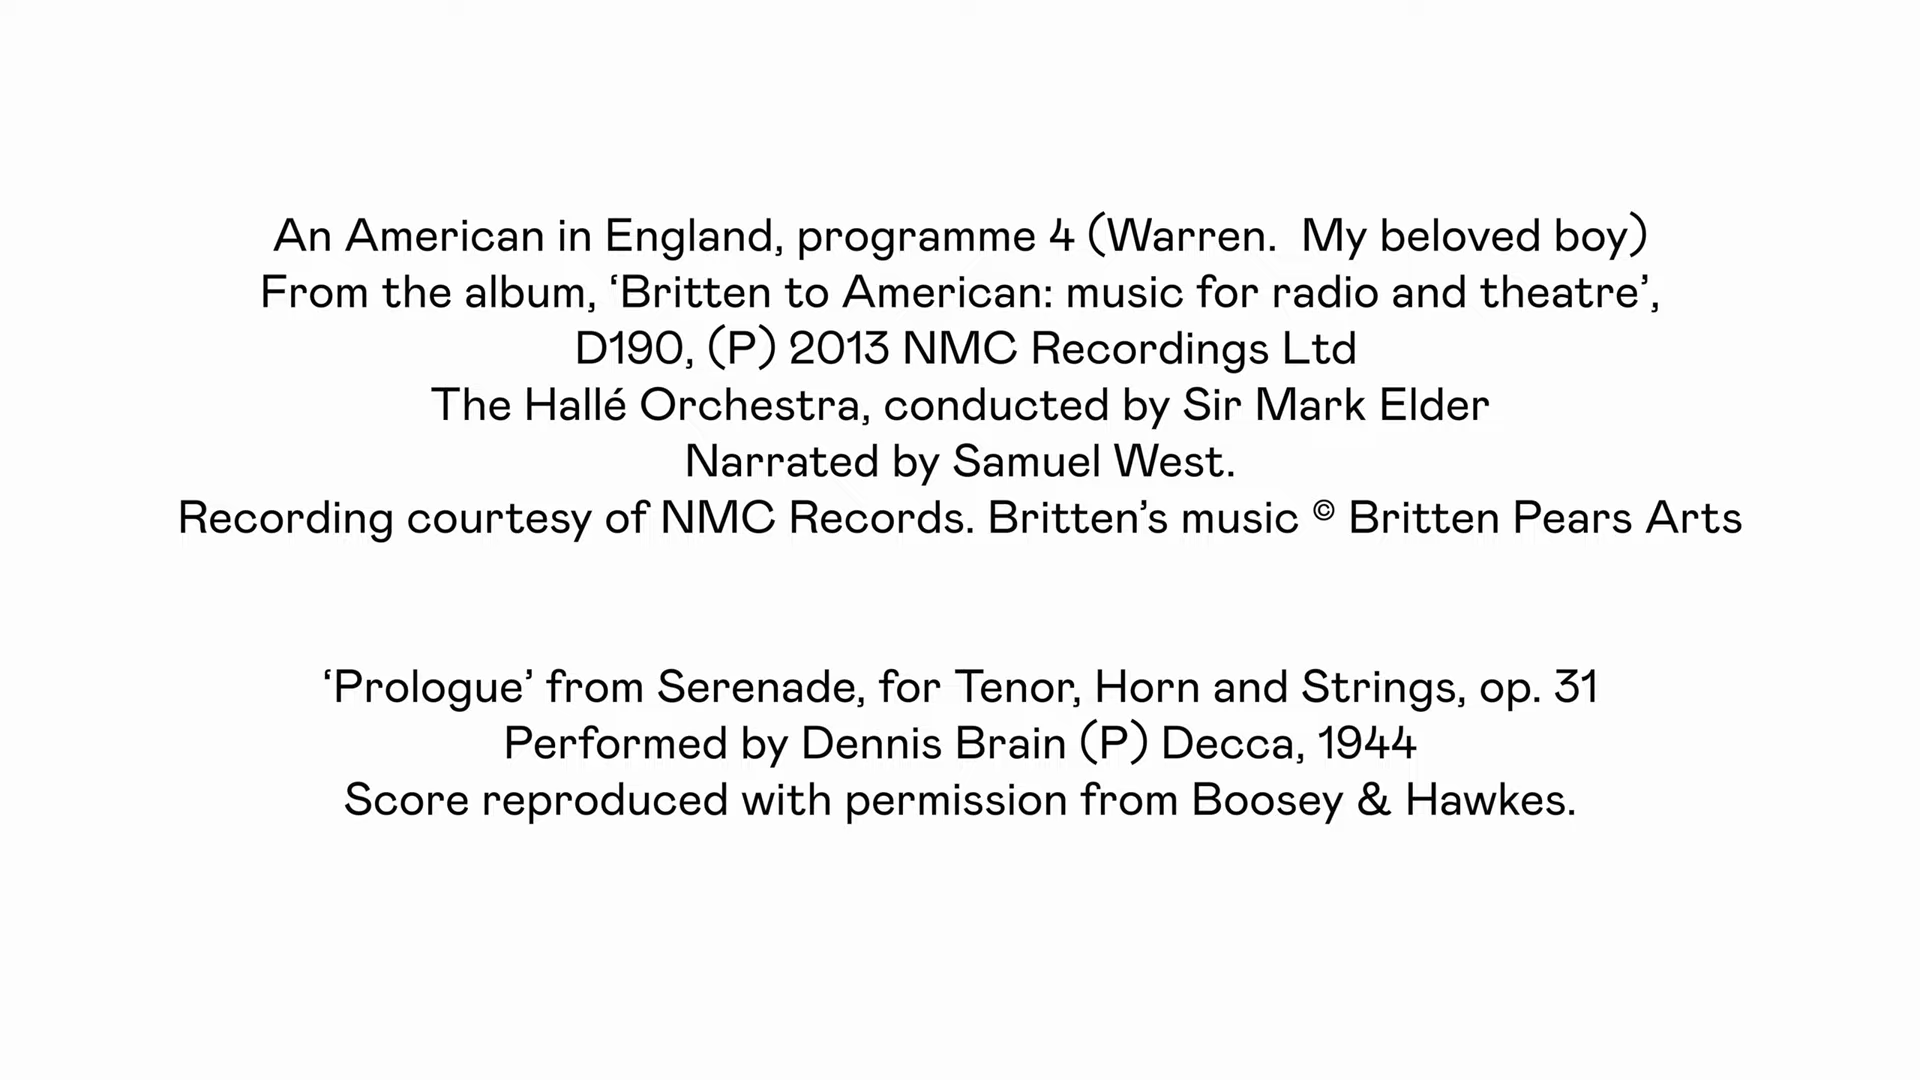 An American in England, programme 4 (Warren.  My beloved boy)
From the album, ‘Britten to American: music for radio and theatre’,
D190, (P) 2013 NMC Recordings Ltd
The Hallé Orchestra, conducted by Sir Mark Elder
Narrated by Samuel West.
Recording courtesy of NMC Records. Britten’s music © Britten Pears Arts
‘Prologue’ from Serenade, for Tenor, Horn and Strings, op. 31
Performed by Dennis Brain (P) Decca, 1944
Score reproduced with permission from Boosey & Hawkes.